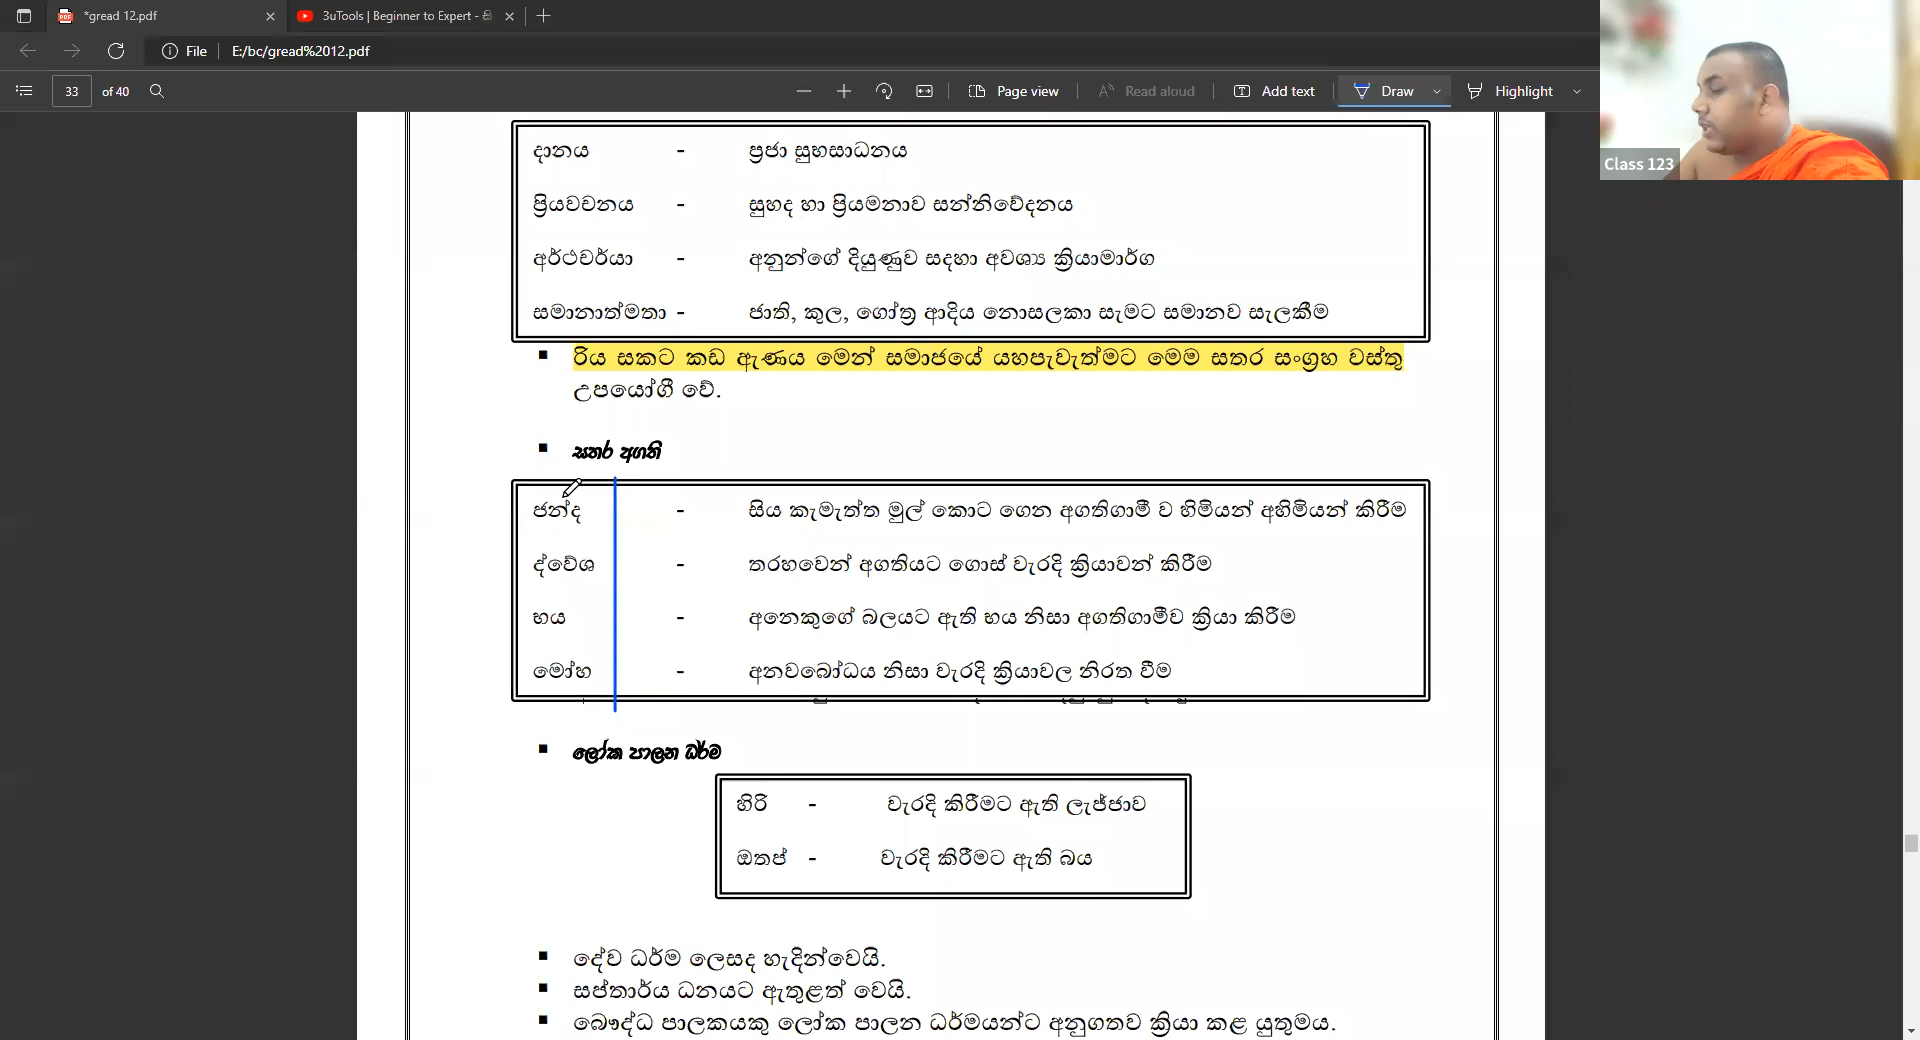 *gread 12.pdf
3uTools | Beginner to Expert - සි
File
E:/bc/gread%2012.pdf
33 of 40
Page view
Read aloud
Add text
Draw
Highlight
Class 123
දානය - ප්‍රජා සුභසාධනය
ප්‍රියවචනය - සුහද හා ප්‍රියමනාව සන්නිවේදනය
අර්ථචර්යා - අනුන්ගේ දියුණුව සදහා අවශ්‍ය ක්‍රියාමාර්ග
සමානාත්මතා - ජාති, කුල, ගෝත්‍ර ආදිය නොසලකා සැමට සමානව සැලකීම
රිය සකට කඩ ඇණය මෙන් සමාජයේ යහපැවැත්මට මෙම සතර සංග්‍රහ වස්තු
උපයෝගී වේ.
සතර අගති
ඡන්ද - සිය කැමැත්ත මුල් කොට ගෙන අගතිගාමී ව හිමියන් අහිමියන් කිරීම
ද්වේශ - තරහවෙන් අගතියට ගොස් වැරදි ක්‍රියාවන් කිරීම
භය - අනෙකුගේ බලයට ඇති භය නිසා අගතිගාමීව ක්‍රියා කිරීම
මෝහ - අනවබෝධය නිසා වැරදි ක්‍රියාවල නිරත වීම
ලෝක පාලන ධර්ම
හිරි - වැරදි කිරීමට ඇති ලැජ්ජාව
ඔතප් - වැරදි කිරීමට ඇති බය
දේව ධර්ම ලෙසද හැදින්වෙයි.
සප්තාර්ය ධනයට ඇතුළත් වෙයි.
බෞද්ධ පාලකයකු ලෝක පාලන ධර්මයන්ට අනුගතව ක්‍රියා කළ යුතුමය.